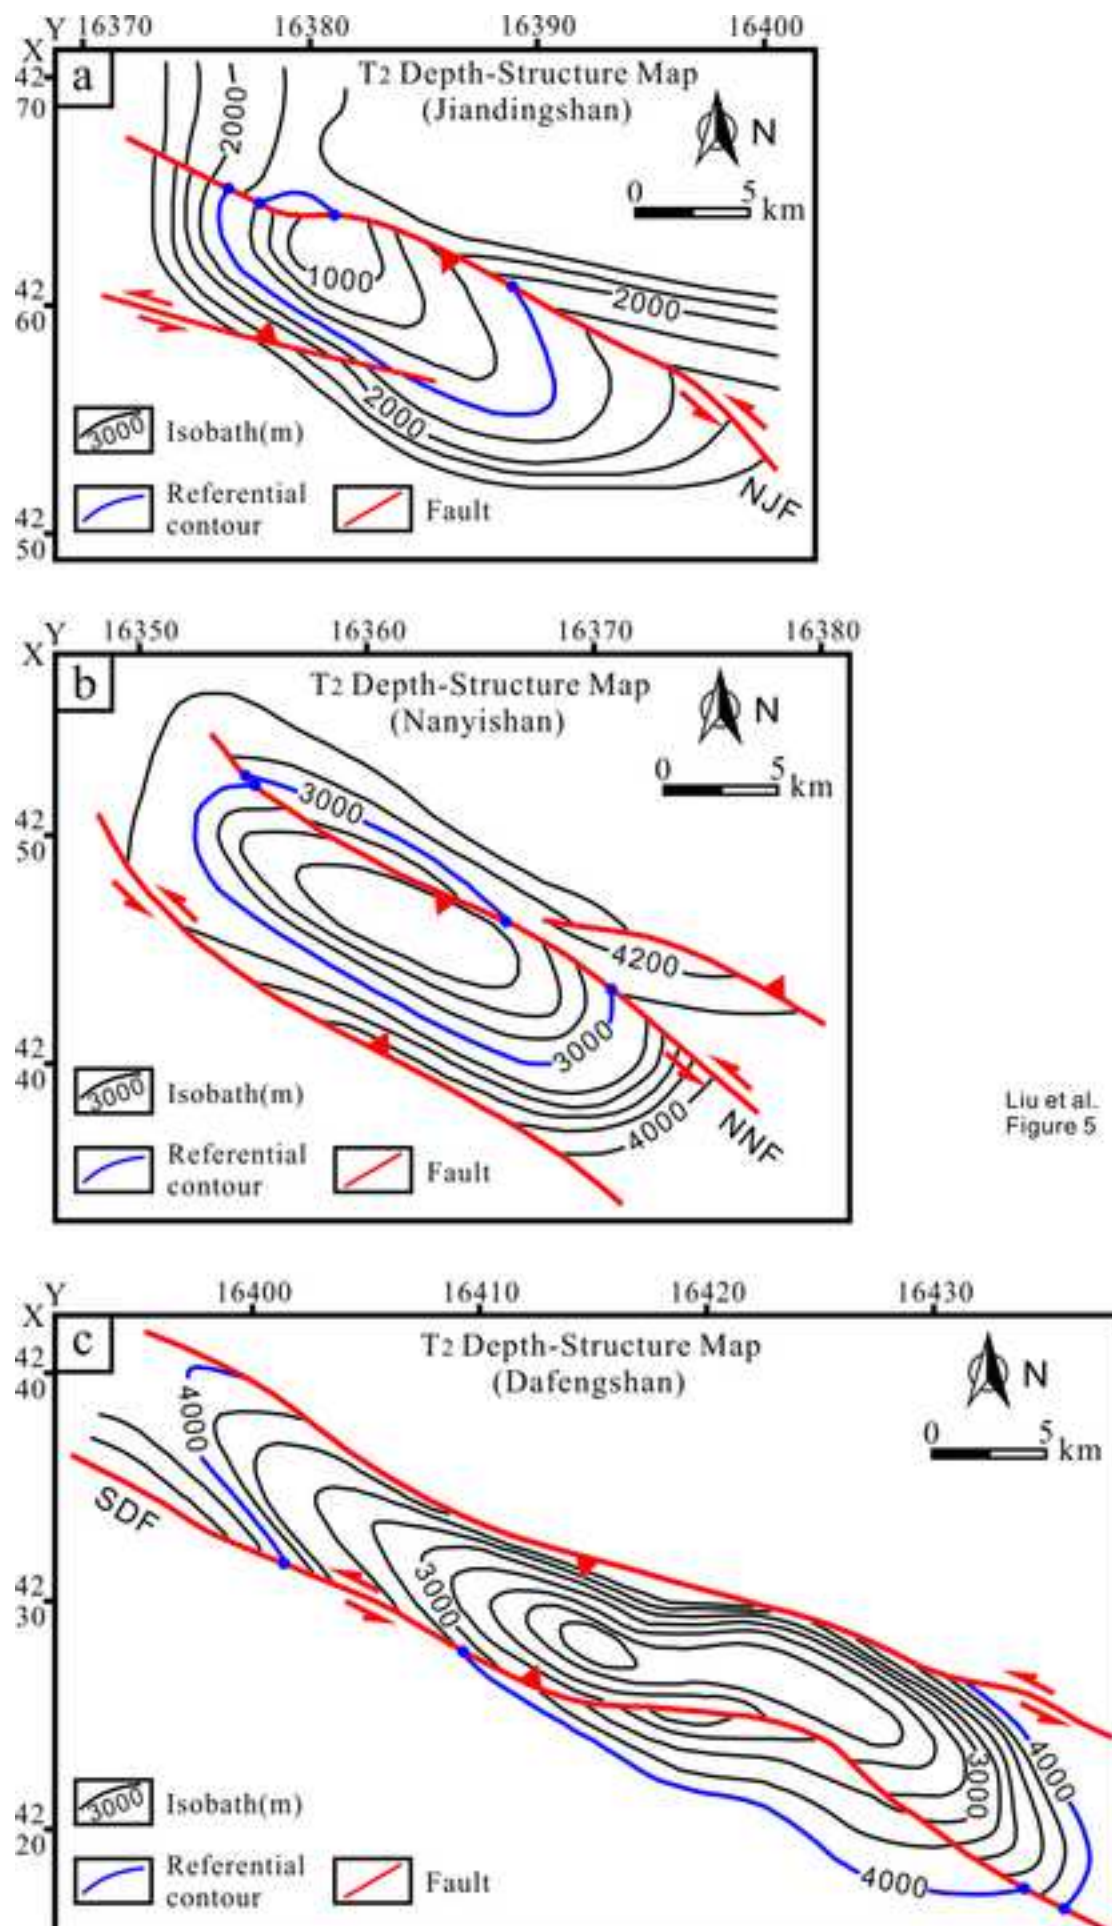 Y 16370 16380 16390 16400
X
a
T2 Depth-Structure Map
(Jiandingshan)
N
0 5
km
42
70
42
60
42
50
2000
1000
2000
2000
NJF
3000
Isobath(m)
Referential
contour
Fault
Y 16350 16360 16370 16380
X
b
T2 Depth-Structure Map
(Nanyishan)
N
0 5
km
42
50
42
40
3000
4200
3000
4000
NNF
3000
Isobath(m)
Referential
contour
Fault
Liu et al.
Figure 5
Y 16400 16410 16420 16430
X
c
T2 Depth-Structure Map
(Dafengshan)
N
0 5
km
42
40
42
30
42
20
4000
SDF
3000
3000
4000
4000
3000
Isobath(m)
Referential
contour
Fault